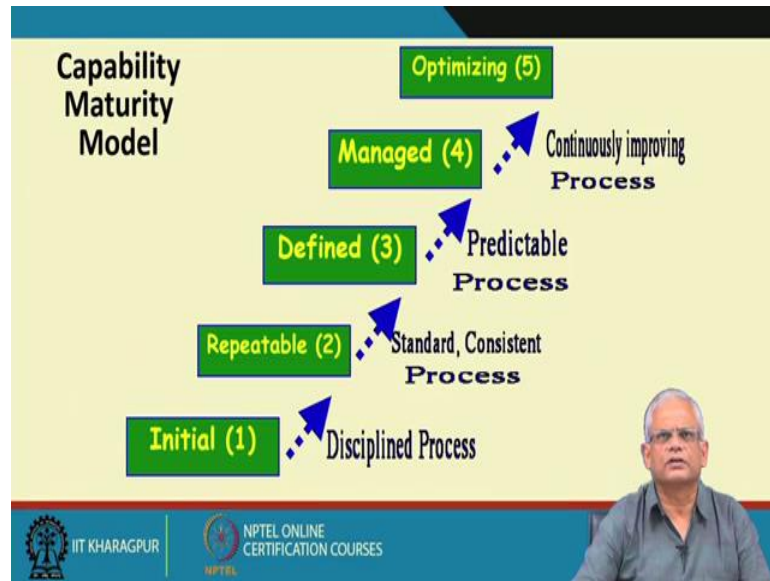 Capability
Maturity
Model
Optimizing (5)
Managed (4)
Continuously improving
Process
Defined (3)
Predictable
Process
Repeatable (2)
Standard, Consistent
Process
Initial (1)
Disciplined Process
IIT KHARAGPUR
NPTEL
NPTEL ONLINE
CERTIFICATION COURSES